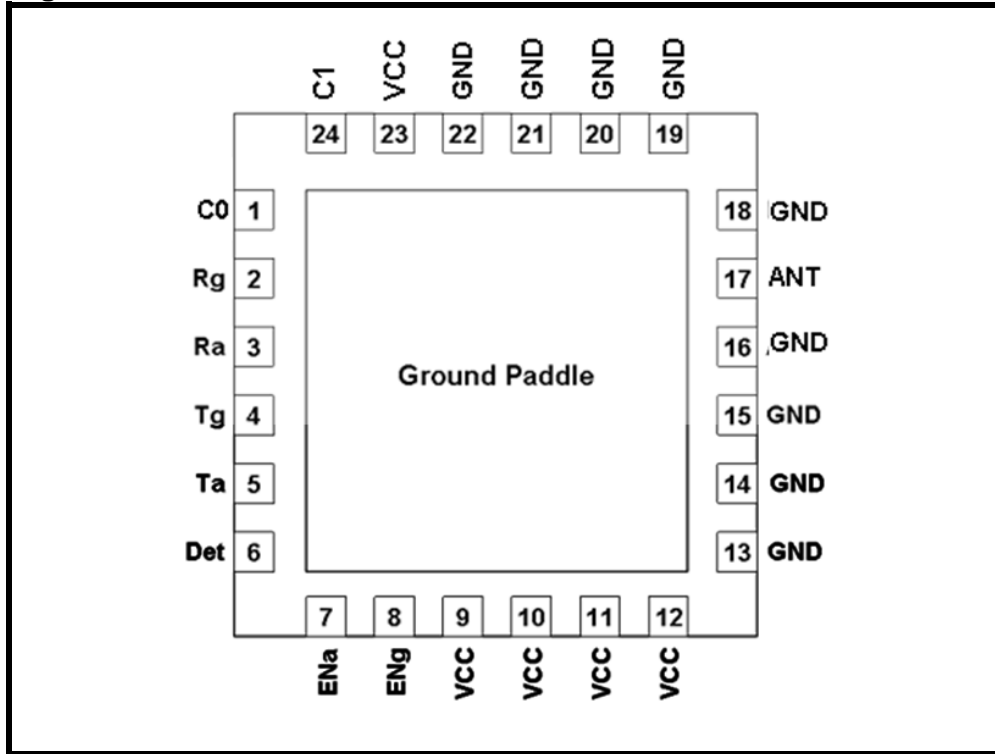 C1 VCC GND GND GND GND
24 23 22 21 20 19
C0 1 18 GND
Rg 2 17 ANT
Ra 3 16 GND
Ground Paddle
Tg 4 15 GND
Ta 5 14 GND
Det 6 13 GND
7 8 9 10 11 12
ENa ENg VCC VCC VCC VCC